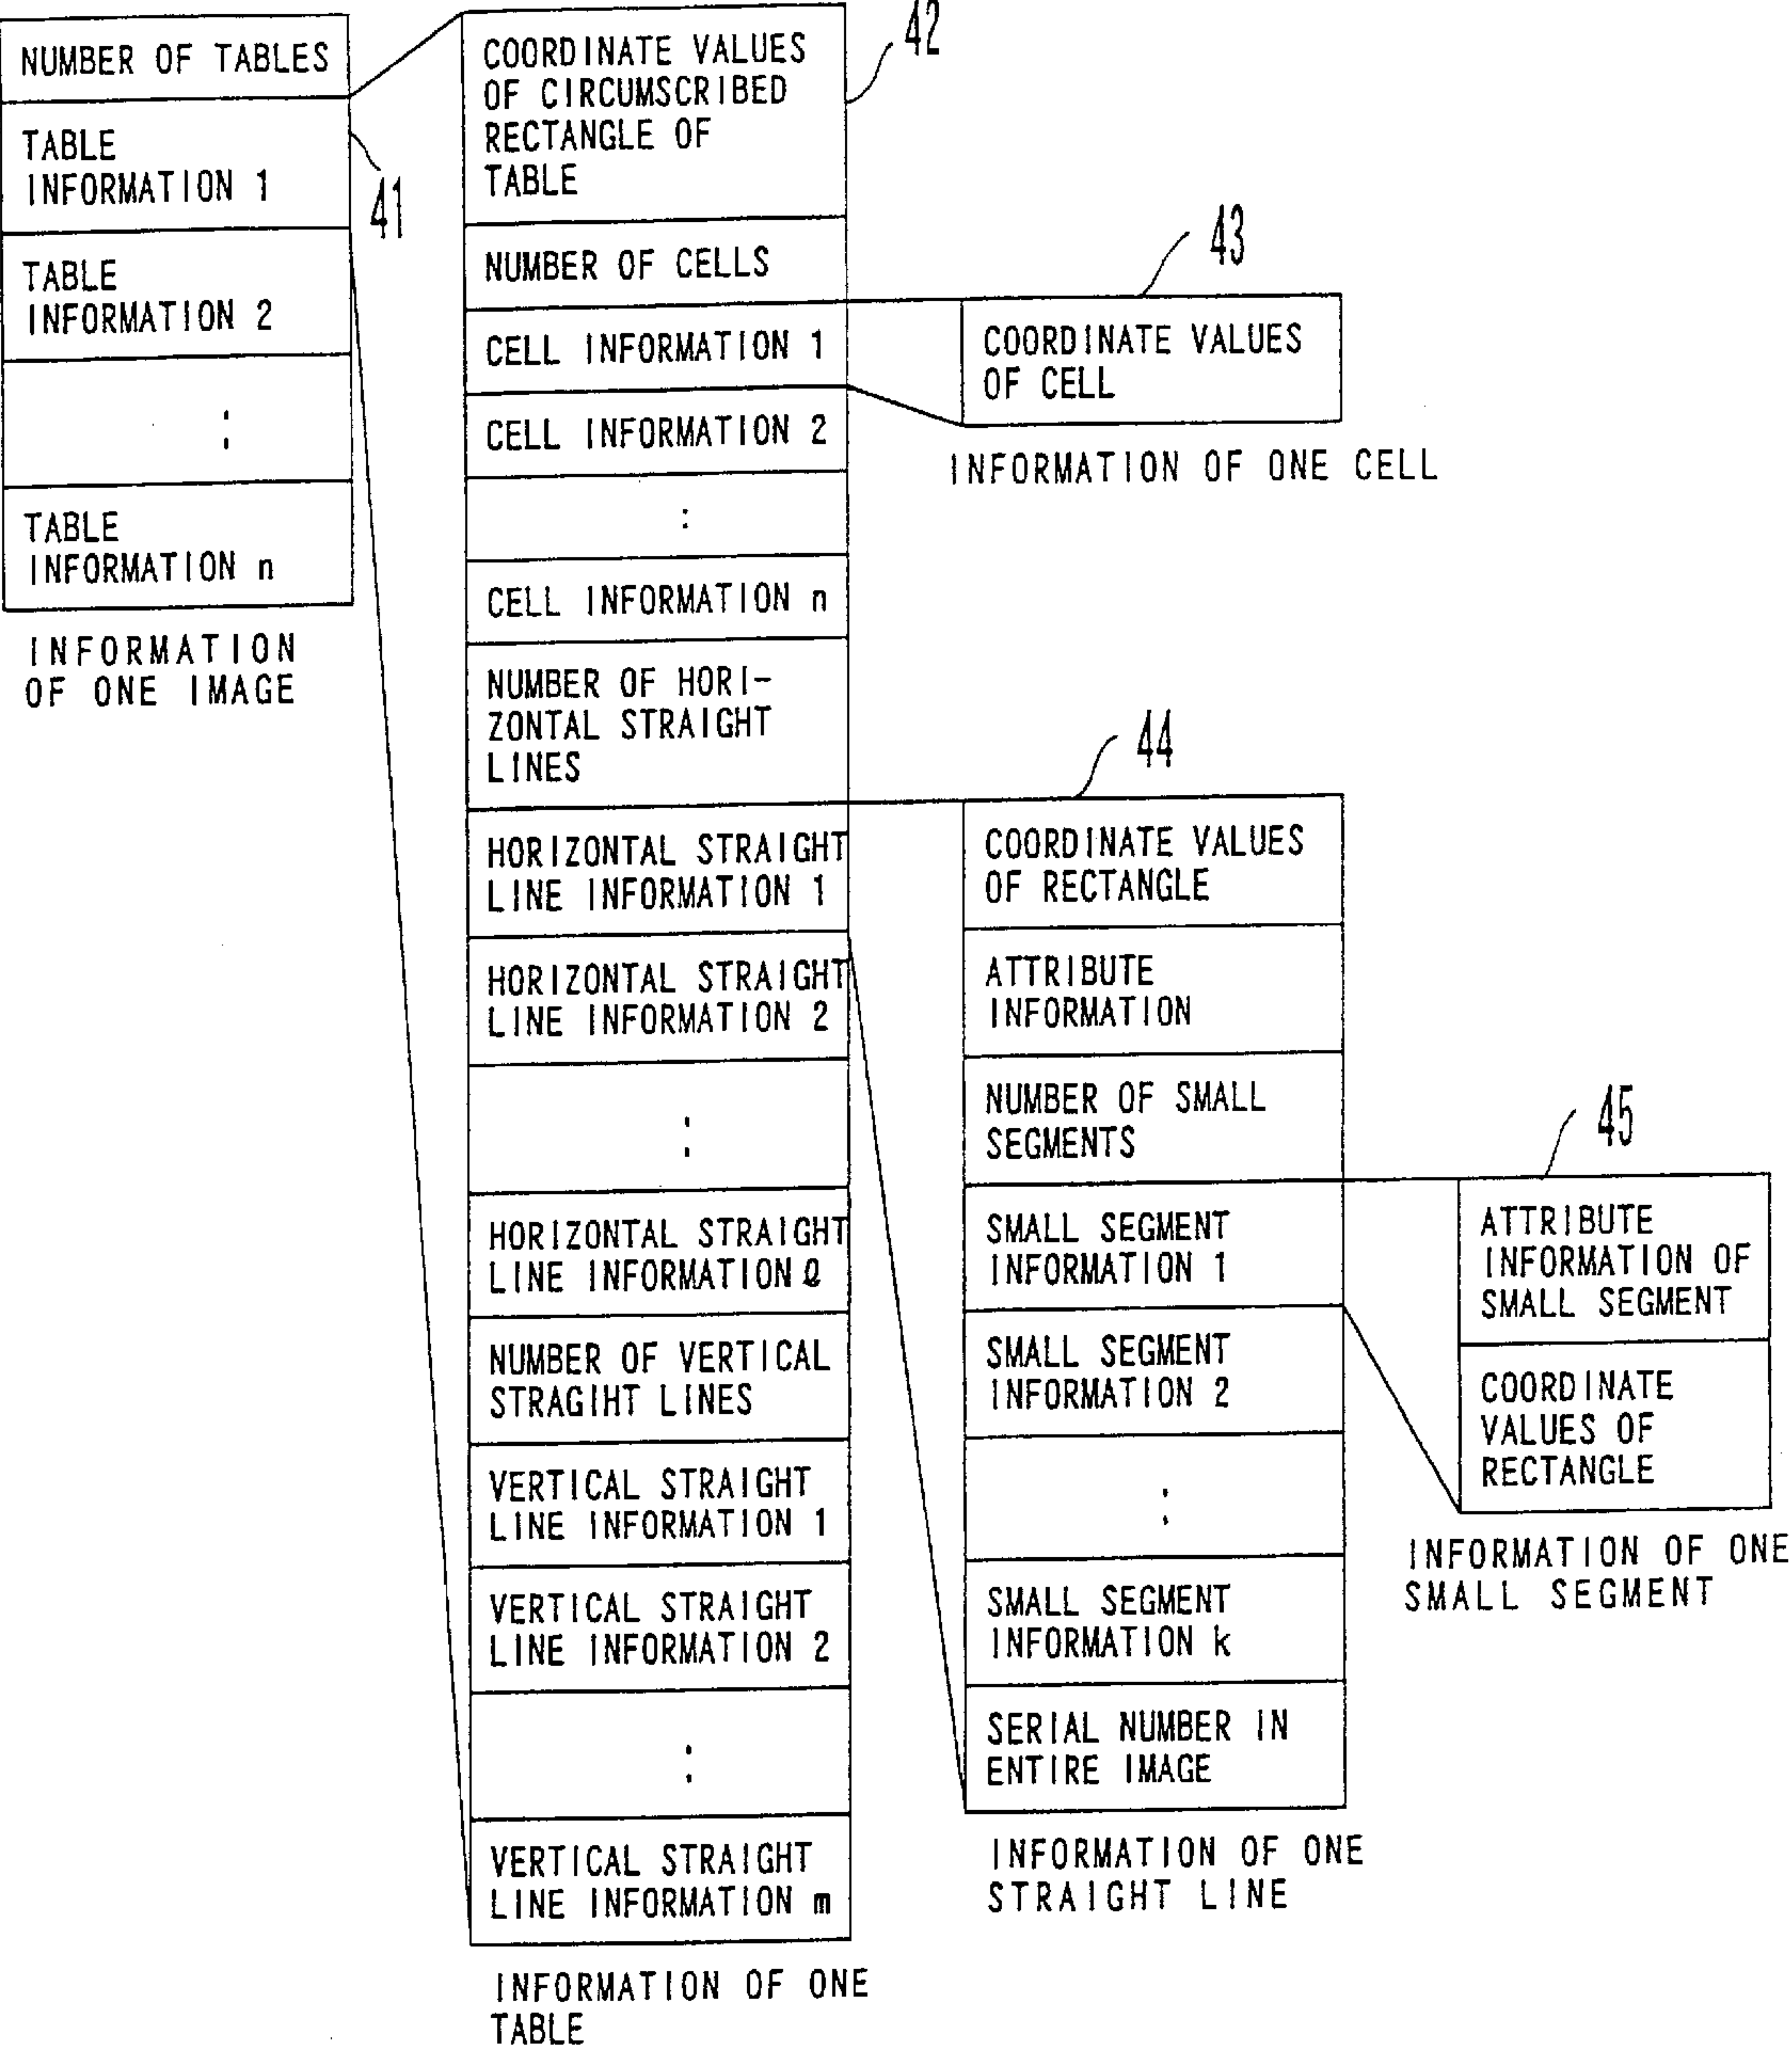 NUMBER OF TABLES
TABLE
INFORMATION 1
TABLE
INFORMATION 2
:
TABLE
INFORMATION n
INFORMATION
OF ONE IMAGE
41
COORDINATE VALUES
OF CIRCUMSCRIBED
RECTANGLE OF
TABLE
NUMBER OF CELLS
CELL INFORMATION 1
CELL INFORMATION 2
:
CELL INFORMATION n
NUMBER OF HORI-
ZONTAL STRAIGHT
LINES
HORIZONTAL STRAIGHT
LINE INFORMATION 1
HORIZONTAL STRAIGHT
LINE INFORMATION 2
:
HORIZONTAL STRAIGHT
LINE INFORMATION ℓ
NUMBER OF VERTICAL
STRAGIHT LINES
VERTICAL STRAIGHT
LINE INFORMATION 1
VERTICAL STRAIGHT
LINE INFORMATION 2
:
VERTICAL STRAIGHT
LINE INFORMATION m
INFORMATION OF ONE
TABLE
42
43
COORDINATE VALUES
OF CELL
INFORMATION OF ONE CELL
44
COORDINATE VALUES
OF RECTANGLE
ATTRIBUTE
INFORMATION
NUMBER OF SMALL
SEGMENTS
SMALL SEGMENT
INFORMATION 1
SMALL SEGMENT
INFORMATION 2
:
SMALL SEGMENT
INFORMATION k
SERIAL NUMBER IN
ENTIRE IMAGE
INFORMATION OF ONE
STRAIGHT LINE
45
ATTRIBUTE
INFORMATION OF
SMALL SEGMENT
COORDINATE
VALUES OF
RECTANGLE
INFORMATION OF ONE
SMALL SEGMENT